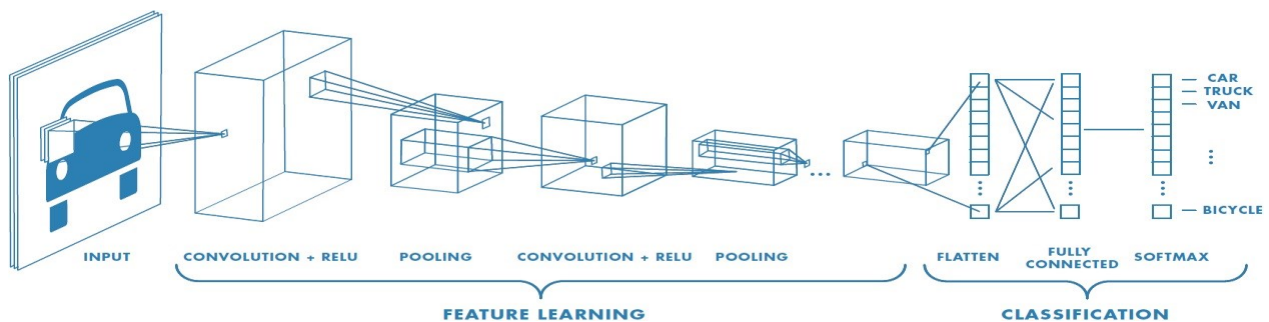 CAR
TRUCK
VAN
BICYCLE
INPUT
CONVOLUTION + RELU
POOLING
CONVOLUTION + RELU
POOLING
FLATTEN
FULLY
CONNECTED
SOFTMAX
FEATURE LEARNING
CLASSIFICATION